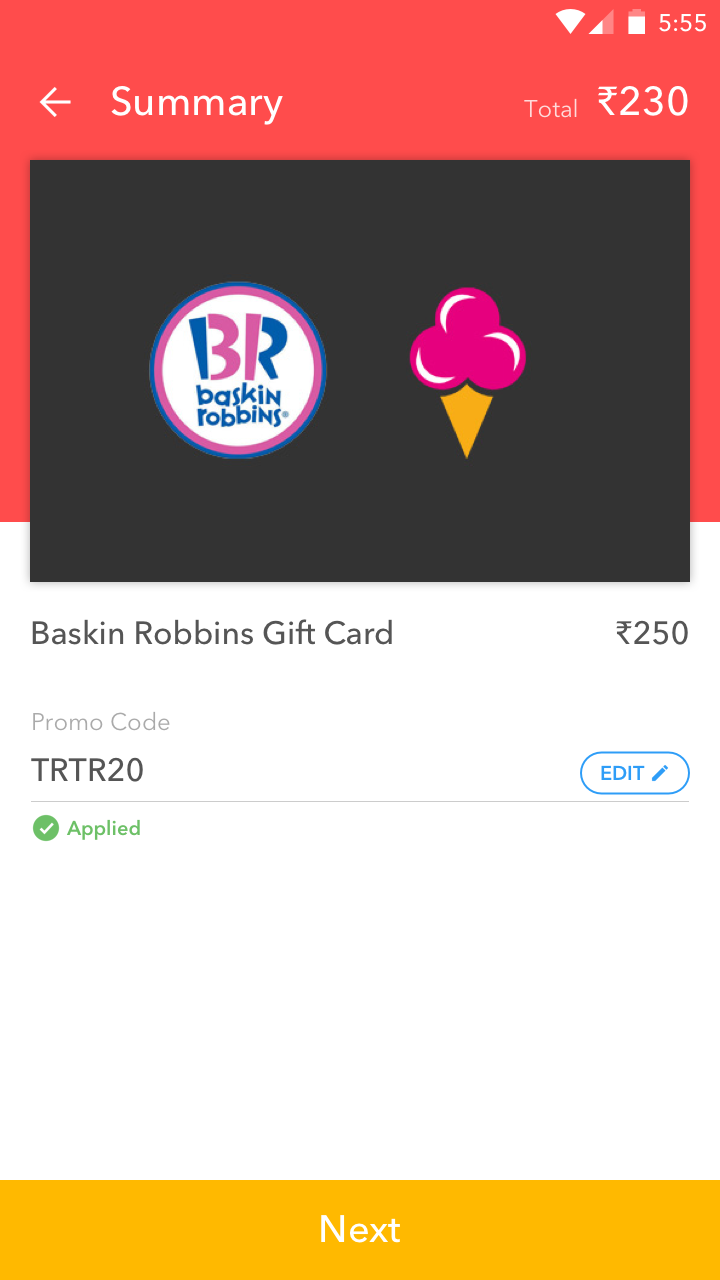 5:55
Summary Total ₹230
BR
baskin
robbins®
Baskin Robbins Gift Card ₹250
Promo Code
TRTR20 EDIT
Applied
Next